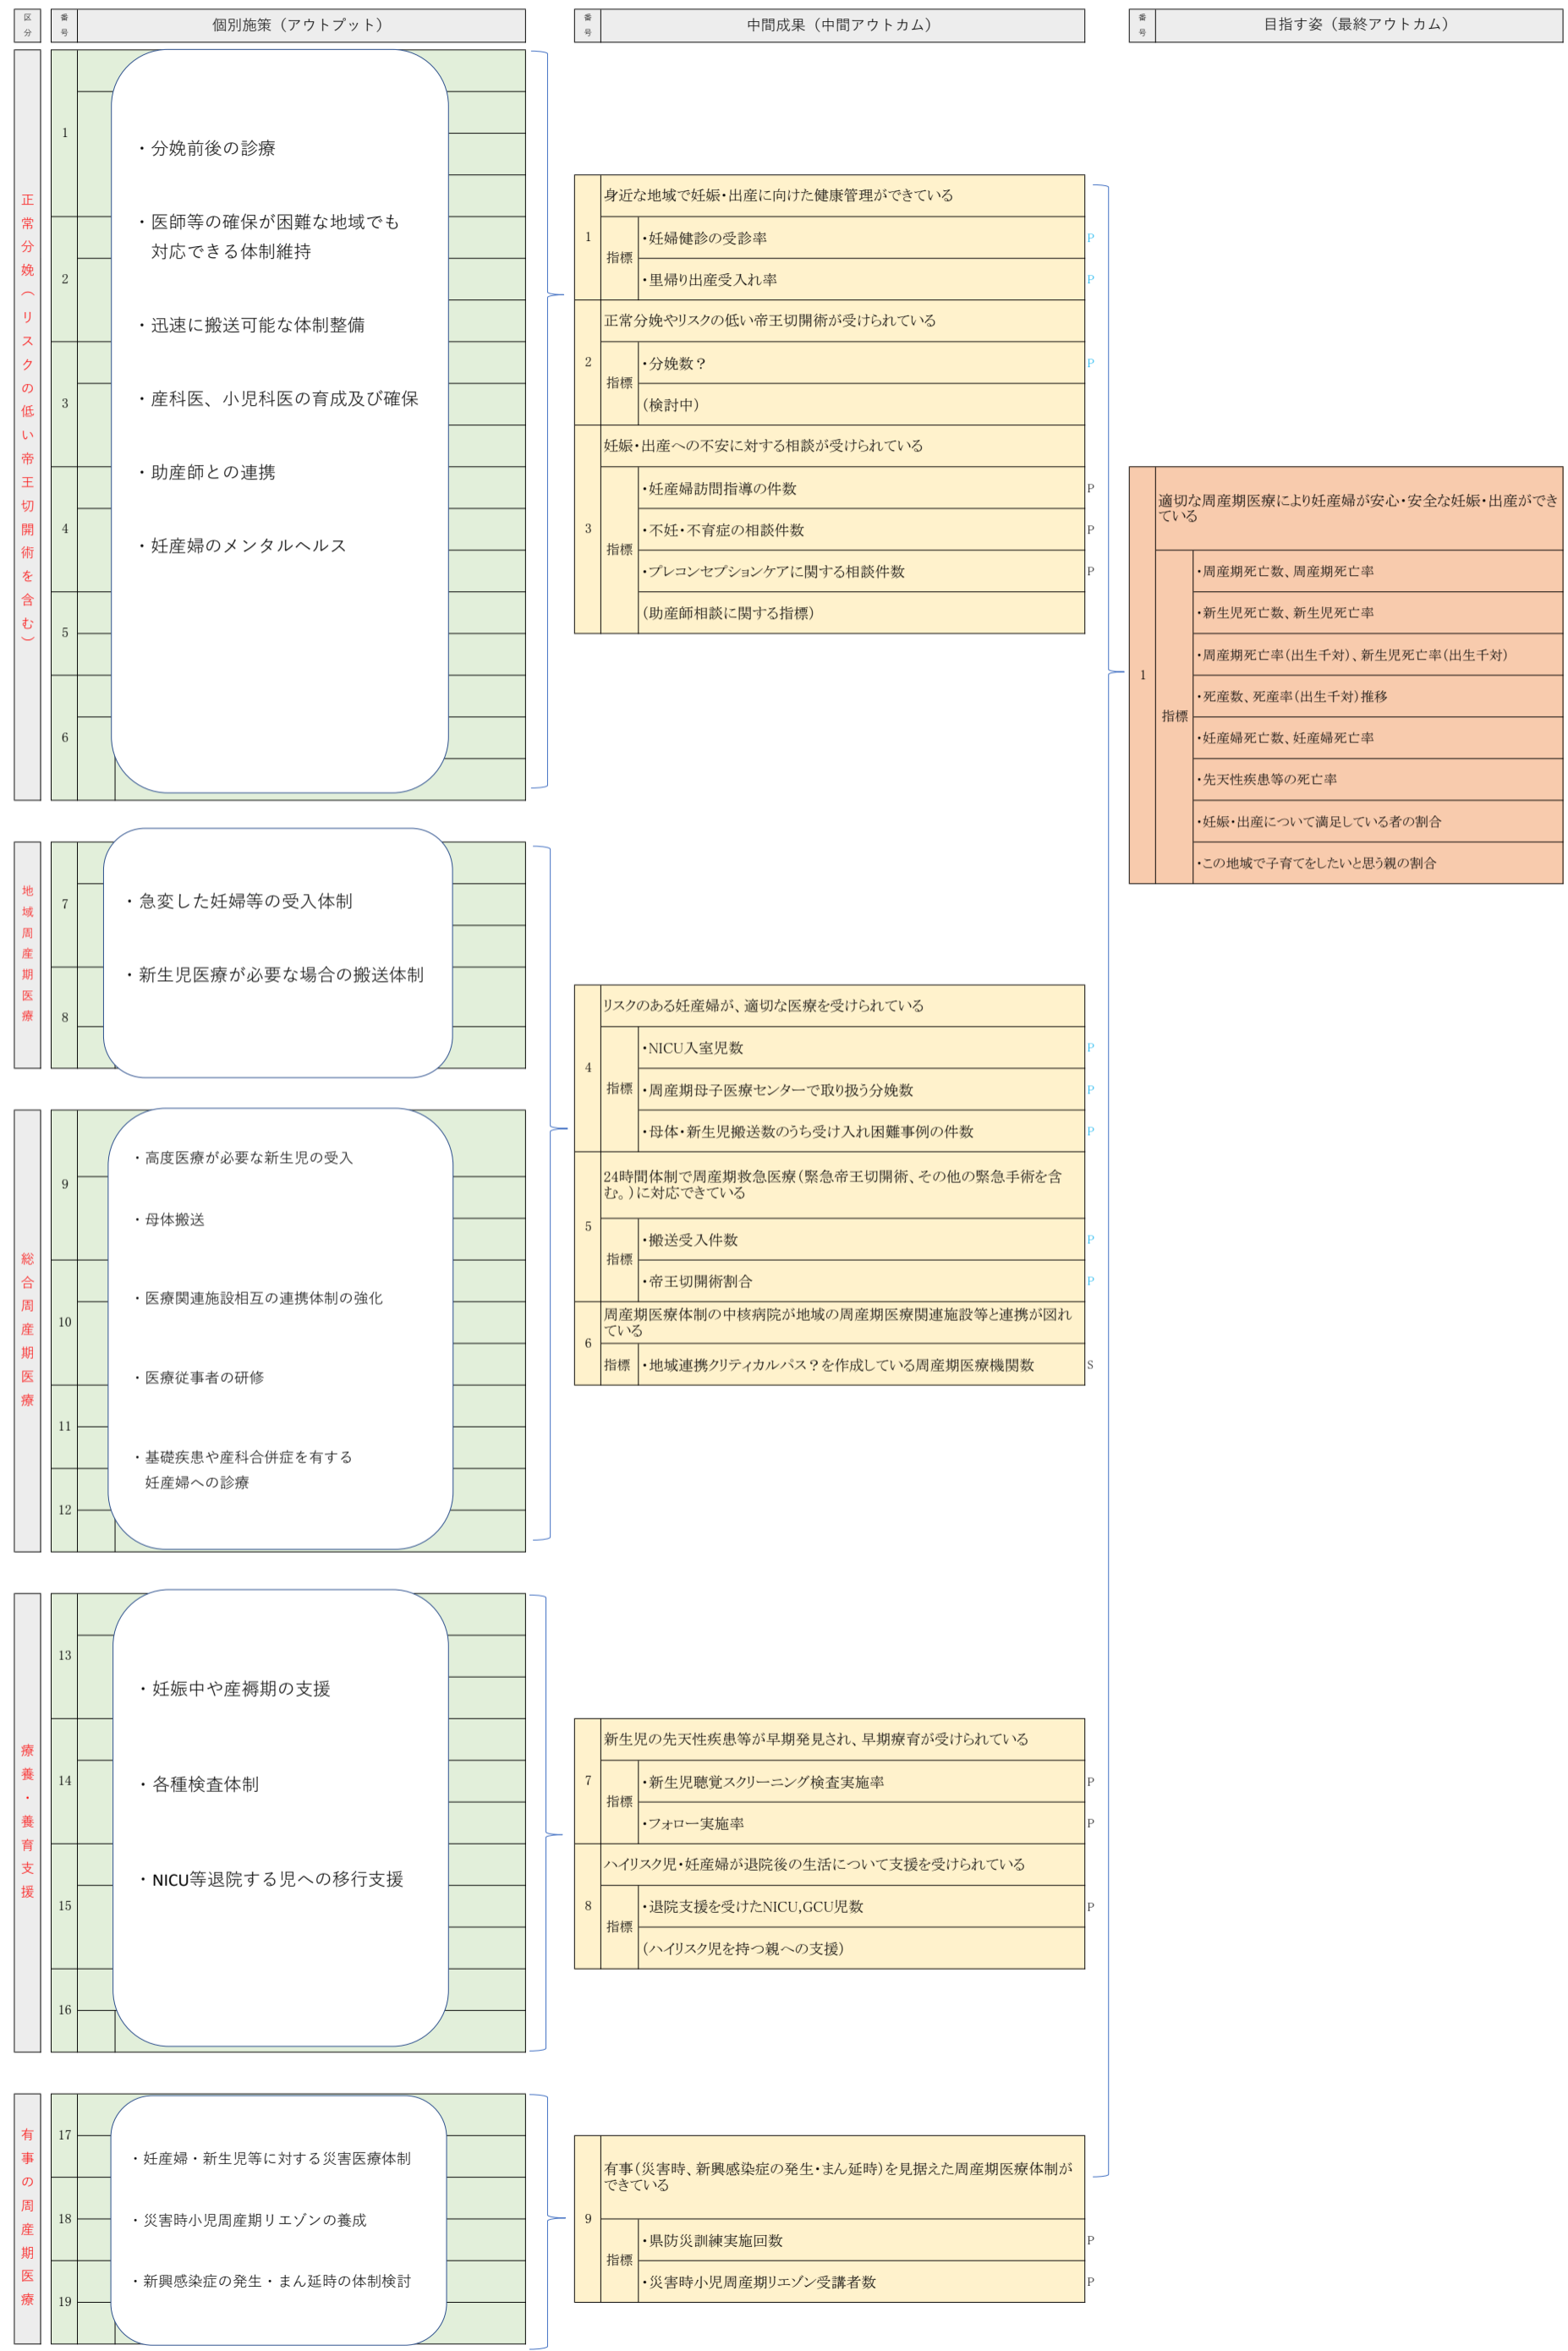 区分
番号
個別施策（アウトプット）
番号
中間成果（中間アウトカム）
番号
目指す姿（最終アウトカム）
正常分娩（リスクの低い帝王切開術を含む）
1
2
3
4
5
6
・分娩前後の診療
・医師等の確保が困難な地域でも
対応できる体制維持
・迅速に搬送可能な体制整備
・産科医、小児科医の育成及び確保
・助産師との連携
・妊産婦のメンタルヘルス
1
身近な地域で妊娠・出産に向けた健康管理ができている
指標
・妊婦健診の受診率
P
・里帰り出産受入れ率
P
2
正常分娩やリスクの低い帝王切開術が受けられている
指標
・分娩数？
P
（検討中）
3
妊娠・出産への不安に対する相談が受けられている
指標
・妊産婦訪問指導の件数
P
・不妊・不育症の相談件数
P
・プレコンセプションケアに関する相談件数
P
（助産師相談に関する指標）
1
適切な周産期医療により妊産婦が安心・安全な妊娠・出産ができ
ている
指標
・周産期死亡数、周産期死亡率
・新生児死亡数、新生児死亡率
・周産期死亡率（出生千対）、新生児死亡率（出生千対）
・死産数、死産率（出生千対）推移
・妊産婦死亡数、妊産婦死亡率
・先天性疾患等の死亡率
・妊娠・出産について満足している者の割合
・この地域で子育てをしたいと思う親の割合
地域周産期医療
7
8
・急変した妊婦等の受入体制
・新生児医療が必要な場合の搬送体制
総合周産期医療
9
10
11
12
・高度医療が必要な新生児の受入
・母体搬送
・医療関連施設相互の連携体制の強化
・医療従事者の研修
・基礎疾患や産科合併症を有する
妊産婦への診療
4
リスクのある妊産婦が、適切な医療を受けられている
指標
・NICU入室児数
P
・周産期母子医療センターで取り扱う分娩数
P
・母体・新生児搬送数のうち受け入れ困難事例の件数
P
5
24時間体制で周産期救急医療（緊急帝王切開術、その他の緊急手術を含
む。）に対応できている
指標
・搬送受入件数
P
・帝王切開術割合
P
6
周産期医療体制の中核病院が地域の周産期医療関連施設等と連携が図れ
ている
指標
・地域連携クリティカルパス？を作成している周産期医療機関数
S
療養・養育支援
13
14
15
16
・妊娠中や産褥期の支援
・各種検査体制
・NICU等退院する児への移行支援
7
新生児の先天性疾患等が早期発見され、早期療育が受けられている
指標
・新生児聴覚スクリーニング検査実施率
P
・フォロー実施率
P
8
ハイリスク児・妊産婦が退院後の生活について支援を受けられている
指標
・退院支援を受けたNICU,GCU児数
P
（ハイリスク児を持つ親への支援）
有事の周産期医療
17
18
19
・妊産婦・新生児等に対する災害医療体制
・災害時小児周産期リエゾンの養成
・新興感染症の発生・まん延時の体制検討
9
有事（災害時、新興感染症の発生・まん延時）を見据えた周産期医療体制が
できている
指標
・県防災訓練実施回数
P
・災害時小児周産期リエゾン受講者数
P